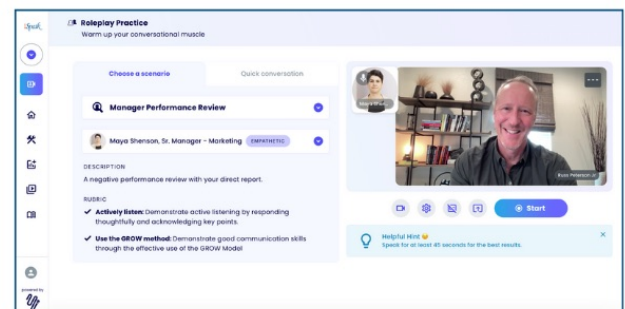 Roleplay Practice
Warm up your conversational muscle
Choose a scenario
Quick conversation
Manager Performance Review
Maya Shenson, Sr. Manager - Marketing EMPATHETIC
DESCRIPTION
A negative performance review with your direct report.
RUBRIC
Actively listen: Demonstrate active listening by responding
thoughtfully and acknowledging key points.
Use the GROW method: Demonstrate good communication skills
through the effective use of the GROW Model
Start
Helpful Hint
Speak for at least 45 seconds for the best results.
powered by